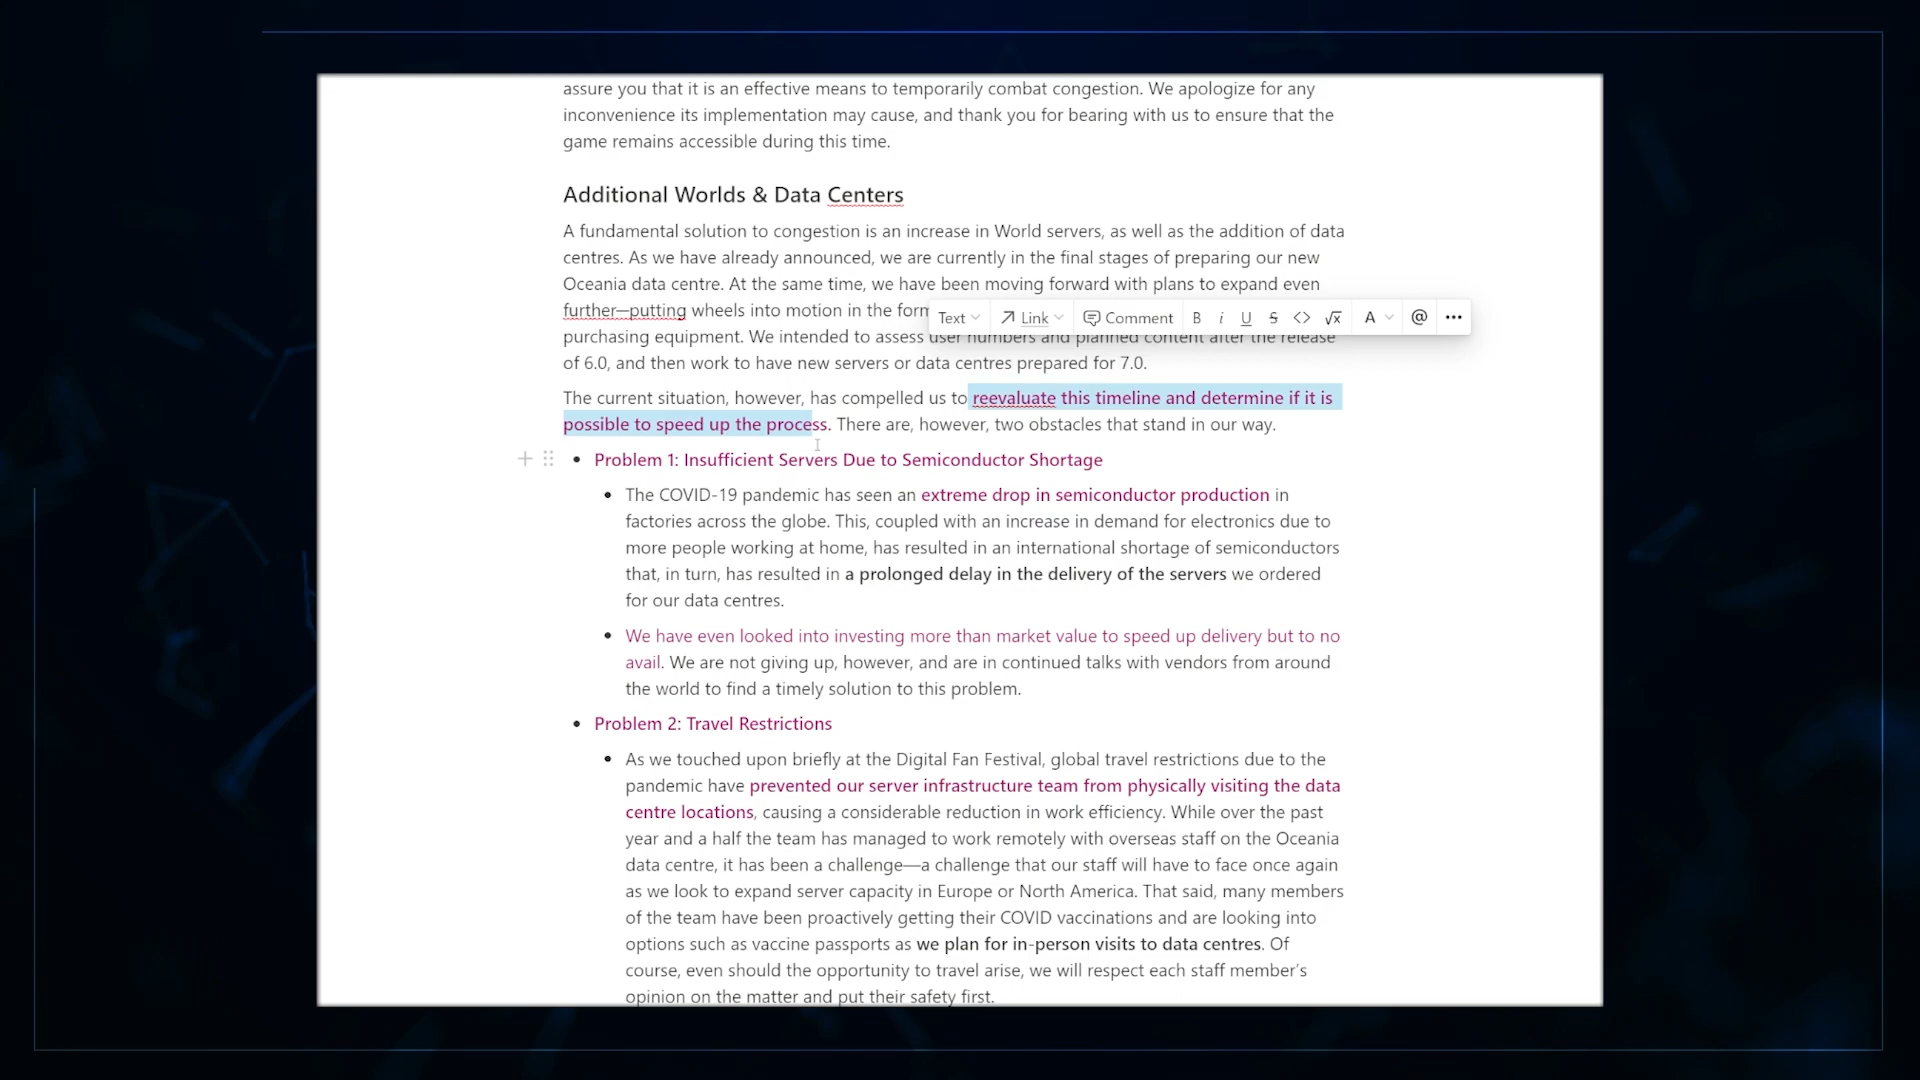 assure you that it is an effective means to temporarily combat congestion. We apologize for any
inconvenience its implementation may cause, and thank you for bearing with us to ensure that the
game remains accessible during this time.
Additional Worlds & Data Centers
A fundamental solution to congestion is an increase in World servers, as well as the addition of data
centres. As we have already announced, we are currently in the final stages of preparing our new
Oceania data centre. At the same time, we have been moving forward with plans to expand even
further—putting wheels into motion in the form
Text Link Comment B i U S <> √x A @ •••
purchasing equipment. We intended to assess user numbers and planned content after the release
of 6.0, and then work to have new servers or data centres prepared for 7.0.
The current situation, however, has compelled us to reevaluate this timeline and determine if it is
possible to speed up the process. There are, however, two obstacles that stand in our way.
• Problem 1: Insufficient Servers Due to Semiconductor Shortage
• The COVID-19 pandemic has seen an extreme drop in semiconductor production in
factories across the globe. This, coupled with an increase in demand for electronics due to
more people working at home, has resulted in an international shortage of semiconductors
that, in turn, has resulted in a prolonged delay in the delivery of the servers we ordered
for our data centres.
• We have even looked into investing more than market value to speed up delivery but to no
avail. We are not giving up, however, and are in continued talks with vendors from around
the world to find a timely solution to this problem.
• Problem 2: Travel Restrictions
• As we touched upon briefly at the Digital Fan Festival, global travel restrictions due to the
pandemic have prevented our server infrastructure team from physically visiting the data
centre locations, causing a considerable reduction in work efficiency. While over the past
year and a half the team has managed to work remotely with overseas staff on the Oceania
data centre, it has been a challenge—a challenge that our staff will have to face once again
as we look to expand server capacity in Europe or North America. That said, many members
of the team have been proactively getting their COVID vaccinations and are looking into
options such as vaccine passports as we plan for in-person visits to data centres. Of
course, even should the opportunity to travel arise, we will respect each staff member's
opinion on the matter and put their safety first.